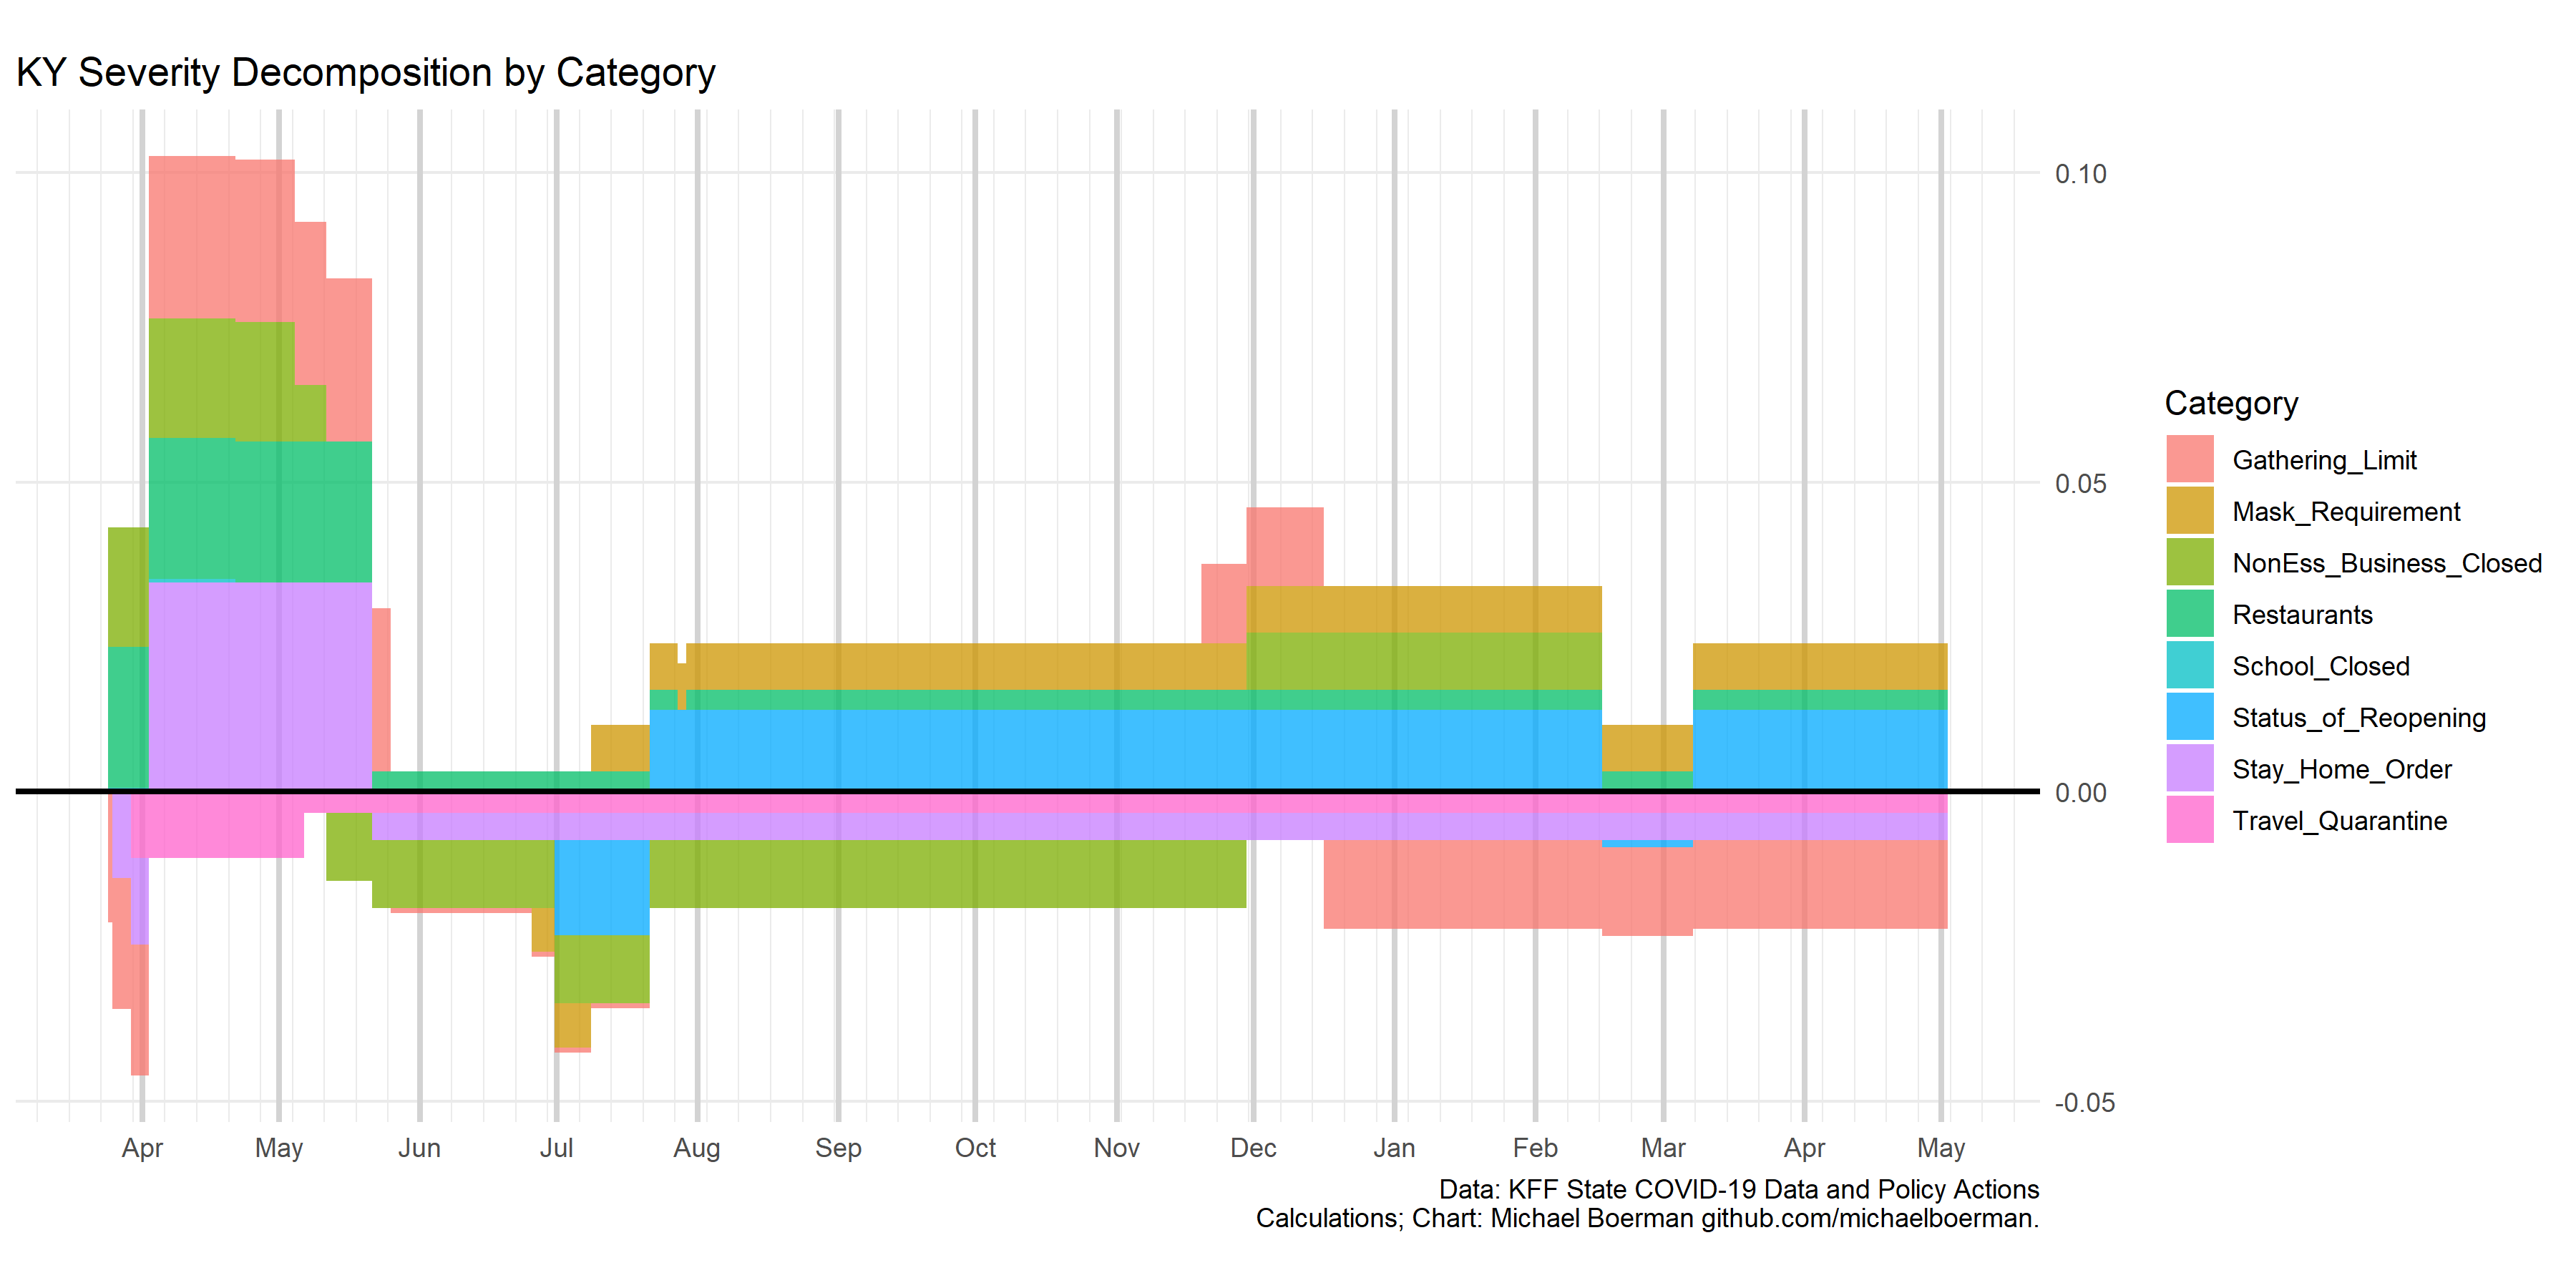 KY Severity Decomposition by Category
0.10
0.05
0.00
-0.05
Apr May Jun Jul Aug Sep Oct Nov Dec Jan Feb Mar Apr May
Data: KFF State COVID-19 Data and Policy Actions
Calculations; Chart: Michael Boerman github.com/michaelboerman.
Category
Gathering_Limit
Mask_Requirement
NonEss_Business_Closed
Restaurants
School_Closed
Status_of_Reopening
Stay_Home_Order
Travel_Quarantine